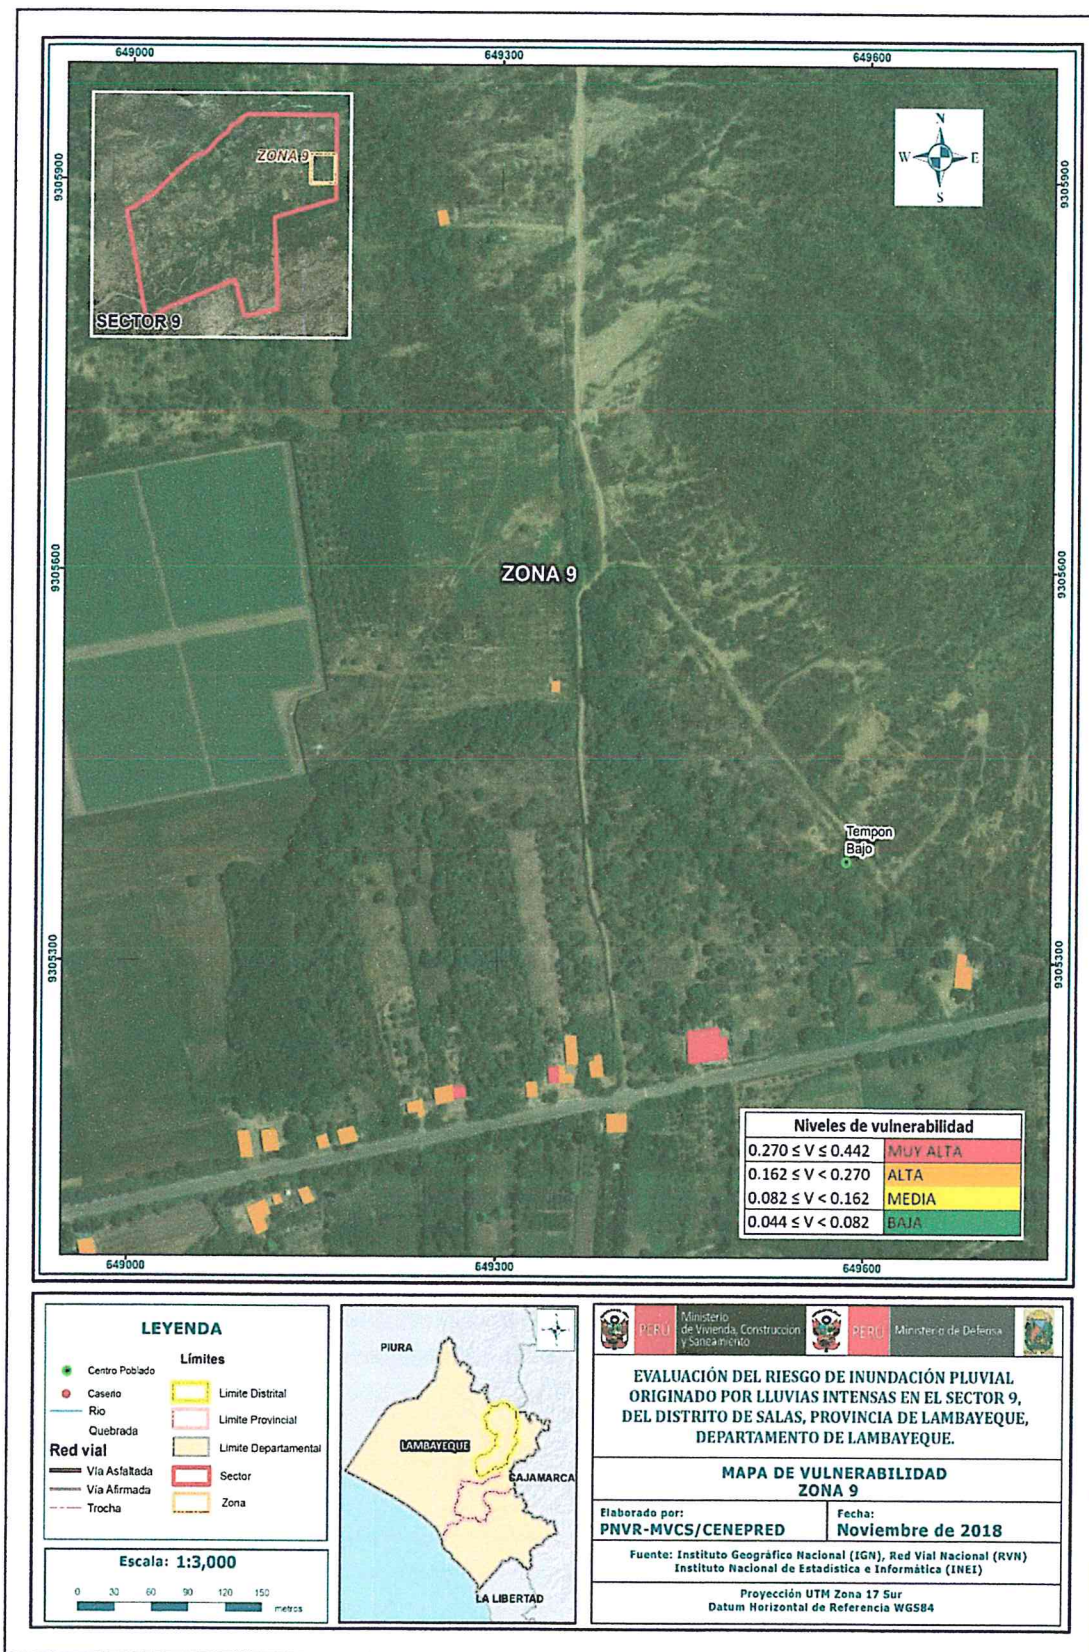 649000
649300
649600
9305900
9305900
ZONA 9
SECTOR 9
N
W
E
S
9305600
9305600
ZONA 9
Tempon
Bajo
9305300
9305300
Niveles de vulnerabilidad
0.270 ≤ V ≤ 0.442 MUY ALTA
0.162 ≤ V < 0.270 ALTA
0.082 ≤ V < 0.162 MEDIA
0.044 ≤ V < 0.082 BAJA
649000
649300
649600
LEYENDA
Centro Poblado
Caserio
Rio
Quebrada
Red vial
Vía Asfaltada
Vía Afirmada
Trocha
Límites
Limite Distrital
Limite Provincial
Limite Departamental
Sector
Zona
Escala: 1:3,000
0 30 60 90 120 150
metros
PIURA
LAMBAYEQUE
CAJAMARCA
LA LIBERTAD
PERÚ
Ministerio
de Vivienda, Construcción
y Saneamiento
PERÚ
Ministerio de Defensa
EVALUACIÓN DEL RIESGO DE INUNDACIÓN PLUVIAL
ORIGINADO POR LLUVIAS INTENSAS EN EL SECTOR 9,
DEL DISTRITO DE SALAS, PROVINCIA DE LAMBAYEQUE,
DEPARTAMENTO DE LAMBAYEQUE.
MAPA DE VULNERABILIDAD
ZONA 9
Elaborado por:
PNVR-MVCS/CENEPRED
Fecha:
Noviembre de 2018
Fuente: Instituto Geográfico Nacional (IGN), Red Vial Nacional (RVN)
Instituto Nacional de Estadística e Informática (INEI)
Proyección UTM Zona 17 Sur
Datum Horizontal de Referencia WGS84